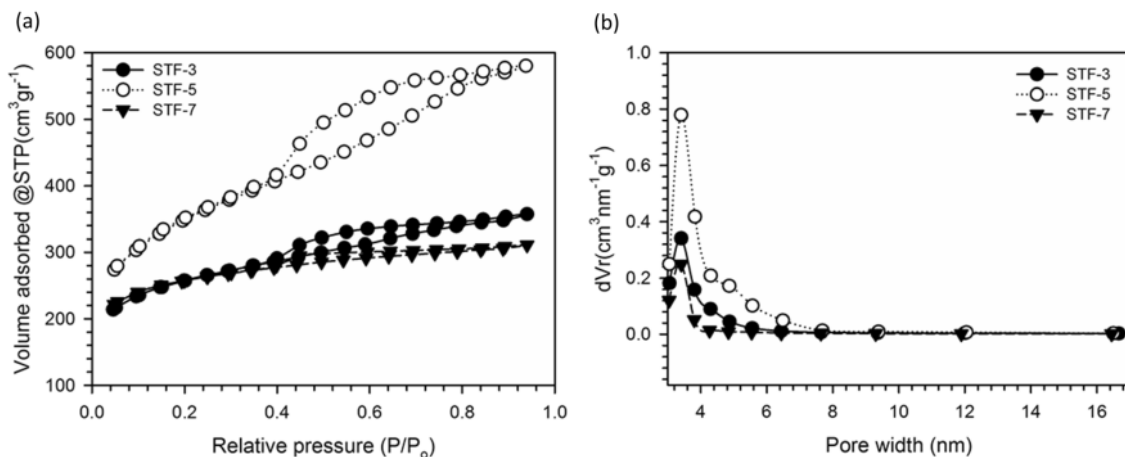 (a)
Volume adsorbed @STP(cm³gr⁻¹)
600
500
400
300
200
100
STF-3
STF-5
STF-7
0.0 0.2 0.4 0.6 0.8 1.0
Relative pressure (P/Pₒ)
(b)
dVr(cm³nm⁻¹g⁻¹)
1.0
0.8
0.6
0.4
0.2
0.0
STF-3
STF-5
STF-7
4 6 8 10 12 14 16
Pore width (nm)